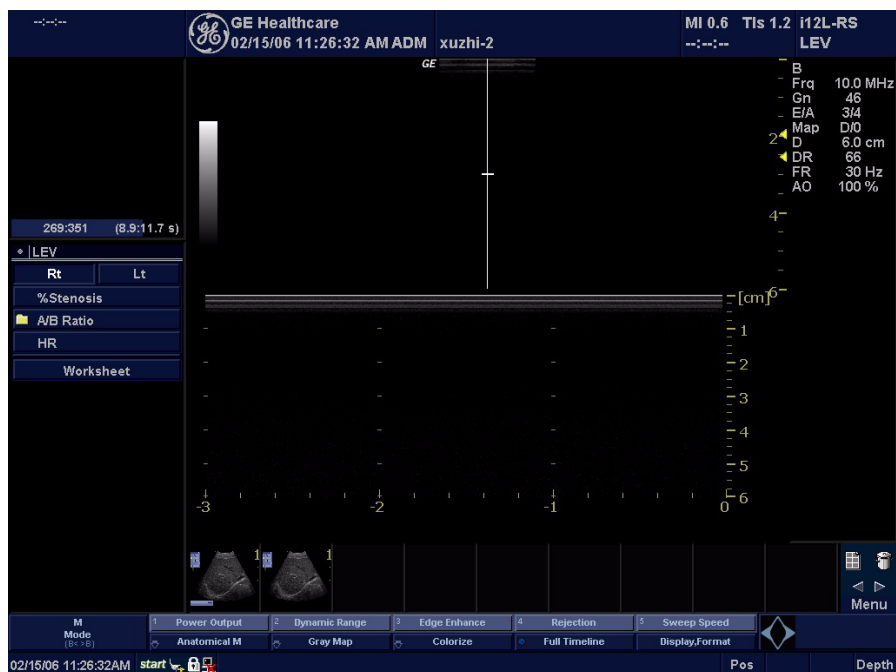 --:--:--
GE Healthcare
02/15/06 11:26:32 AM ADM xuzhi-2
MI 0.6 TIs 1.2 i12L-RS
--:--:-- LEV
GE
B
Frq 10.0 MHz
Gn 46
E/A 3/4
Map D/0
D 6.0 cm
DR 66
FR 30 Hz
AO 100 %
2
4
6
269:351 (8.9:11.7 s)
LEV
Rt Lt
%Stenosis
A/B Ratio
HR
Worksheet
[cm]
1
2
3
4
5
6
-3 -2 -1 0
1 1
Menu
M Mode (B<>B)
1 Power Output 2 Dynamic Range 3 Edge Enhance 4 Rejection 5 Sweep Speed
Anatomical M Gray Map Colorize Full Timeline Display,Format
02/15/06 11:26:32AM start Pos Depth